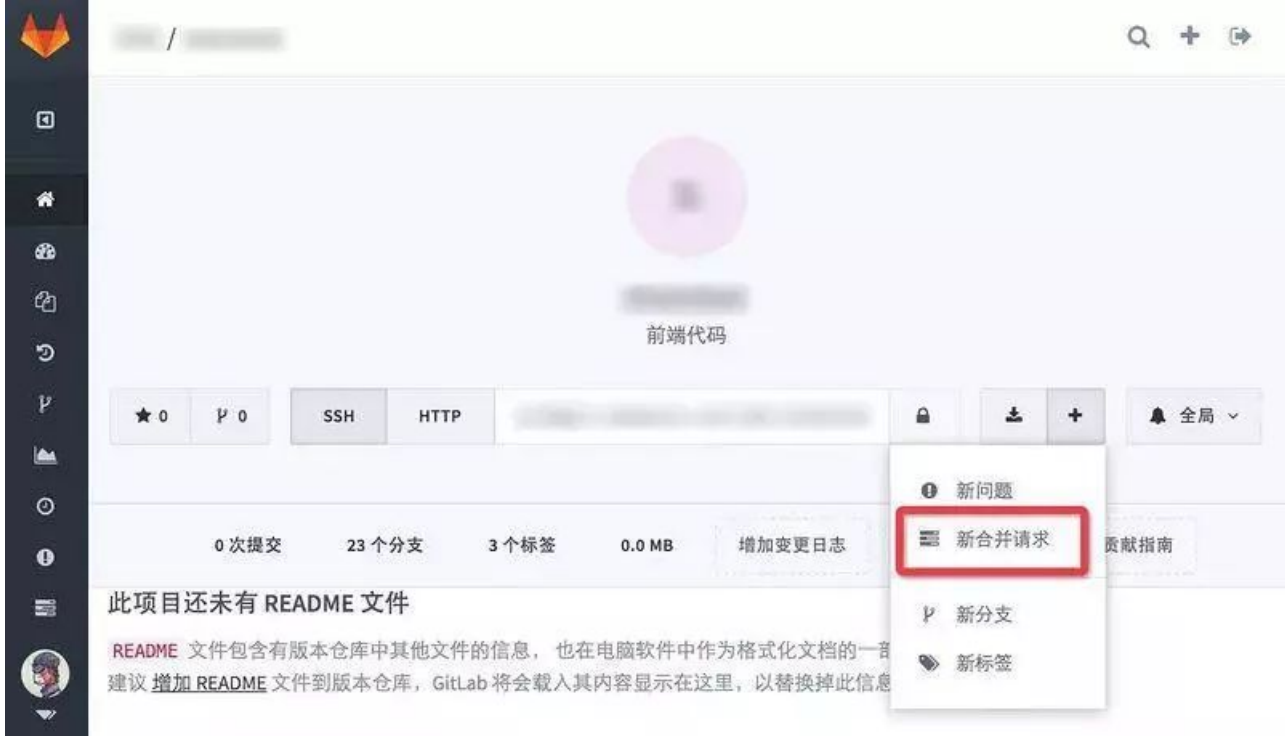 /
前端代码
0 0 SSH HTTP 全局
新问题
新合并请求
0 次提交 23 个分支 3 个标签 0.0 MB 增加变更日志 贡献指南
新分支
新标签
此项目还未有 README 文件
README 文件包含有版本仓库中其他文件的信息，也在电脑软件中作为格式化文档的一部
建议 增加 README 文件到版本仓库，GitLab 将会载入其内容显示在这里，以替换掉此信息